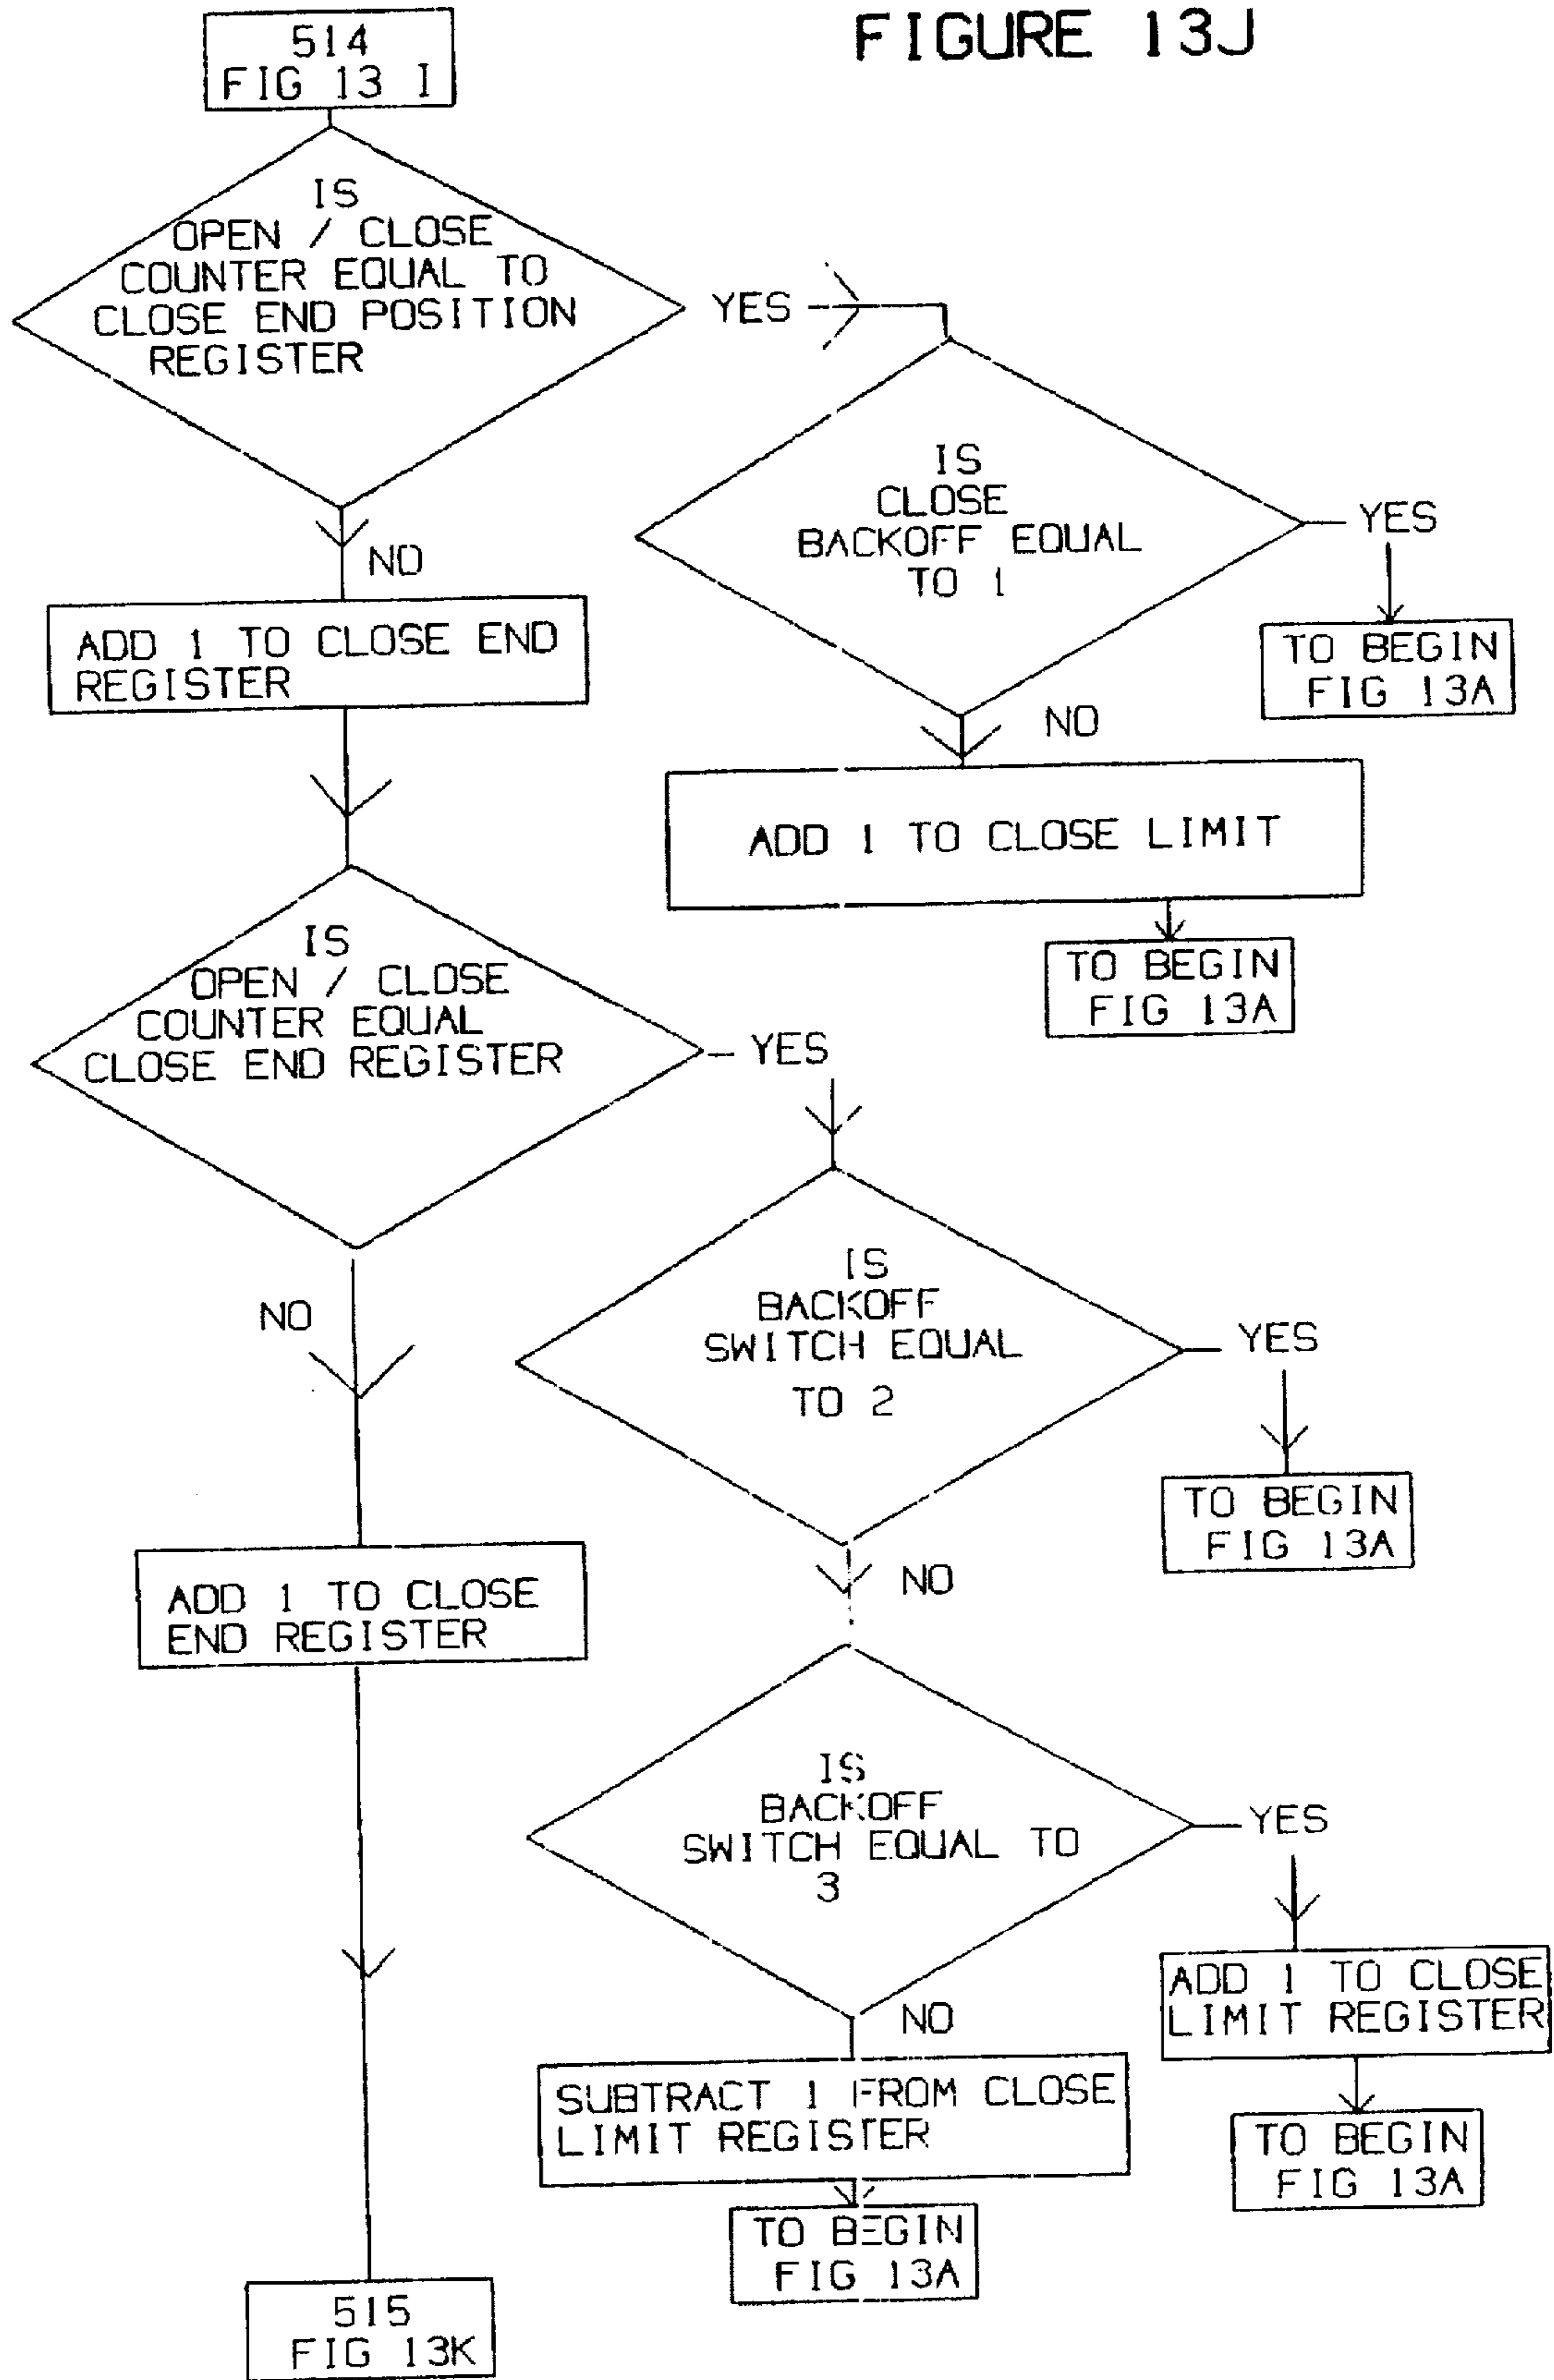 FIGURE 13J
514
FIG 13 I
IS
OPEN / CLOSE
COUNTER EQUAL TO
CLOSE END POSITION
REGISTER
YES
NO
IS
CLOSE
BACKOFF EQUAL
TO 1
YES
TO BEGIN
FIG 13A
NO
ADD 1 TO CLOSE END
REGISTER
ADD 1 TO CLOSE LIMIT
TO BEGIN
FIG 13A
IS
OPEN / CLOSE
COUNTER EQUAL
CLOSE END REGISTER
YES
NO
IS
BACKOFF
SWITCH EQUAL
TO 2
YES
TO BEGIN
FIG 13A
NO
ADD 1 TO CLOSE
END REGISTER
IS
BACKOFF
SWITCH EQUAL TO
3
YES
ADD 1 TO CLOSE
LIMIT REGISTER
TO BEGIN
FIG 13A
NO
SUBTRACT 1 FROM CLOSE
LIMIT REGISTER
TO BEGIN
FIG 13A
515
FIG 13K